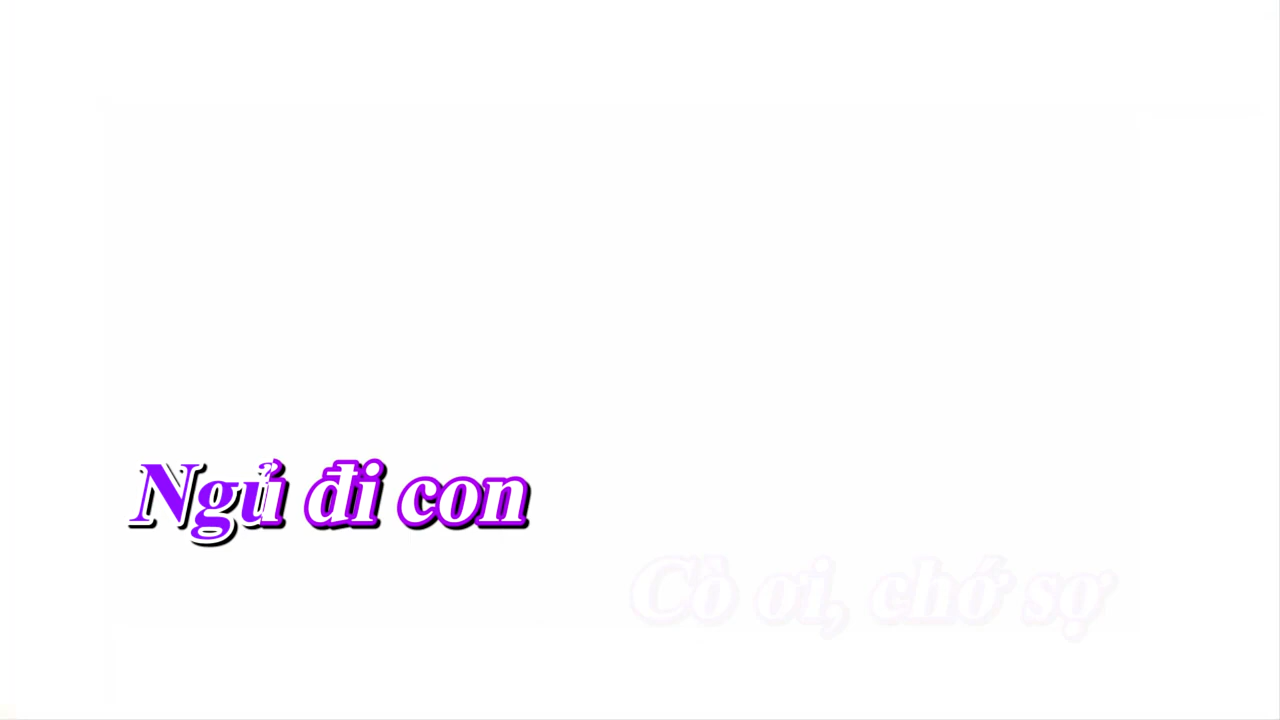 Ngủ đi con
Cò ơi, chớ sợ